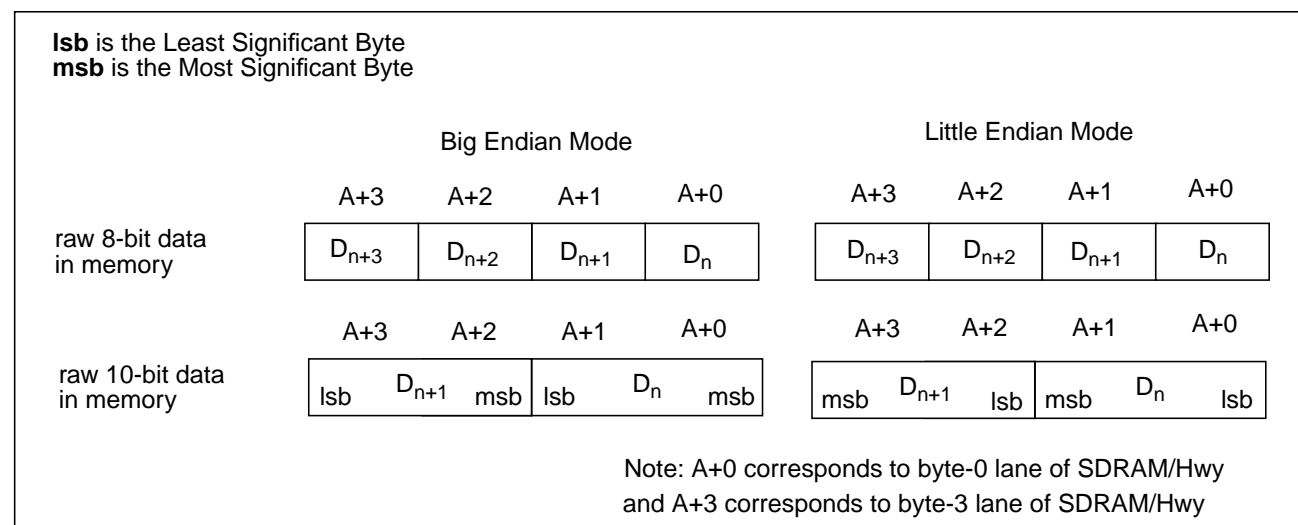 lsb is the Least Significant Byte
msb is the Most Significant Byte
Big Endian Mode
Little Endian Mode
A+3 A+2 A+1 A+0 A+3 A+2 A+1 A+0
raw 8-bit data
in memory
Dn+3 Dn+2 Dn+1 Dn Dn+3 Dn+2 Dn+1 Dn
A+3 A+2 A+1 A+0 A+3 A+2 A+1 A+0
raw 10-bit data
in memory
lsb Dn+1 msb lsb Dn msb msb Dn+1 lsb msb Dn lsb
Note: A+0 corresponds to byte-0 lane of SDRAM/Hwy
and A+3 corresponds to byte-3 lane of SDRAM/Hwy